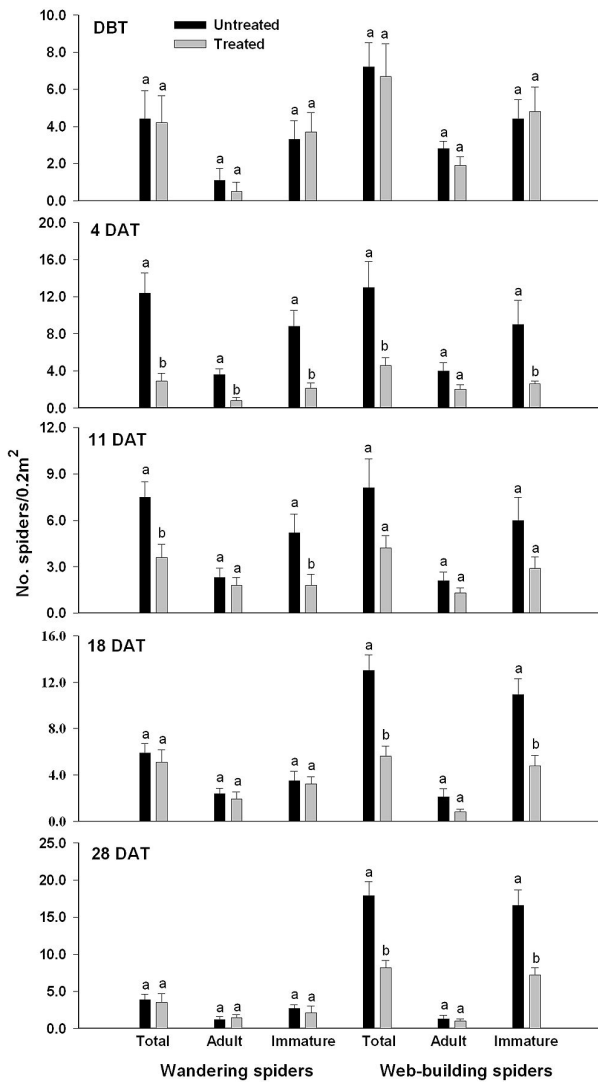 DBT
Untreated
Treated
10.0
8.0
6.0
4.0
2.0
0.0
a a a a a a a a a a a a
4 DAT
20.0
16.0
12.0
8.0
4.0
0.0
a b a b a b a b a a a b
11 DAT
12.0
9.0
6.0
3.0
0.0
a b a a a b a a a a a a
No. spiders/0.2m²
18 DAT
16.0
12.0
8.0
4.0
0.0
a a a a a a a b a a a b
28 DAT
25.0
20.0
15.0
10.0
5.0
0.0
a a a a a a a b a a a b
Total Adult Immature Total Adult Immature
Wandering spiders Web-building spiders